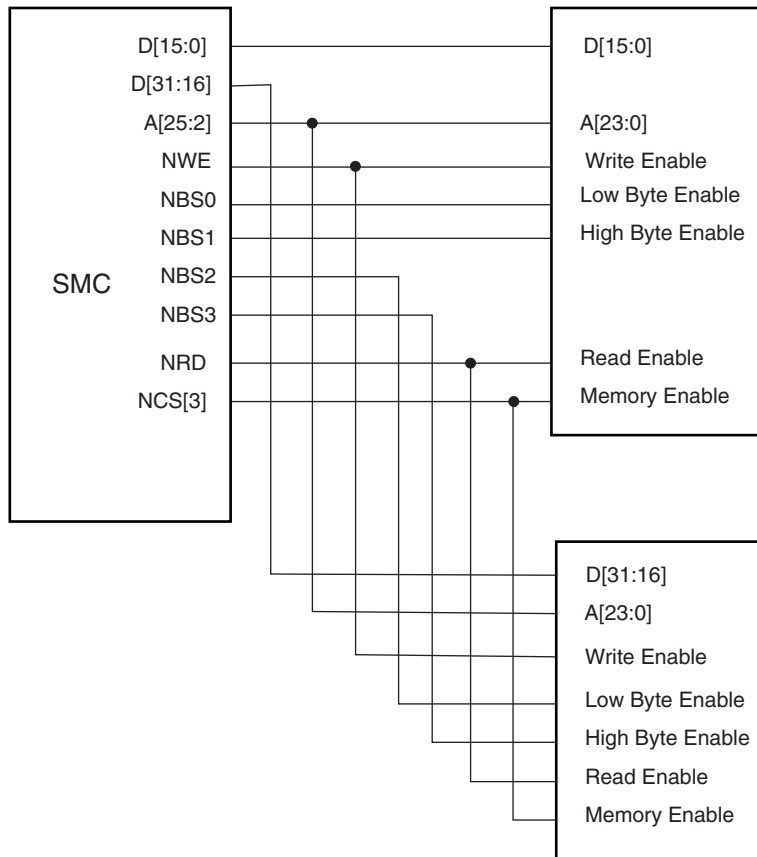 D[15:0]
D[31:16]
A[25:2]
NWE
NBS0
NBS1
NBS2
NBS3
NRD
NCS[3]
SMC
D[15:0]
A[23:0]
Write Enable
Low Byte Enable
High Byte Enable
Read Enable
Memory Enable
D[31:16]
A[23:0]
Write Enable
Low Byte Enable
High Byte Enable
Read Enable
Memory Enable